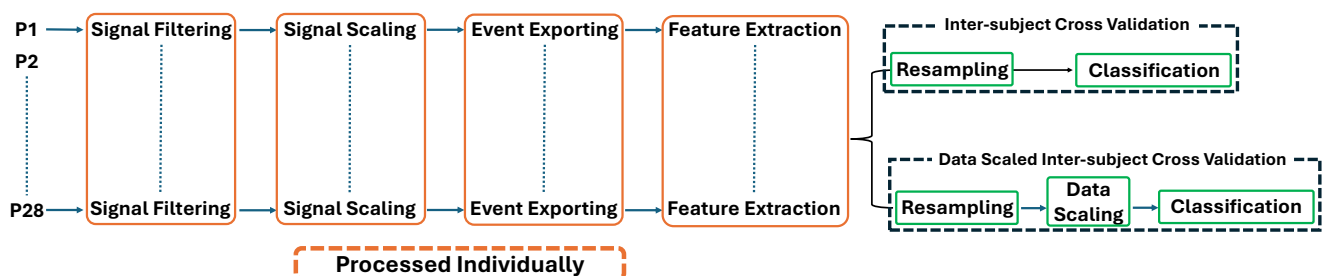 P1
Signal Filtering
Signal Scaling
Event Exporting
Feature Extraction
P2
P28
Signal Filtering
Signal Scaling
Event Exporting
Feature Extraction
Processed Individually
Inter-subject Cross Validation
Resampling
Classification
Data Scaled Inter-subject Cross Validation
Resampling
Data
Scaling
Classification